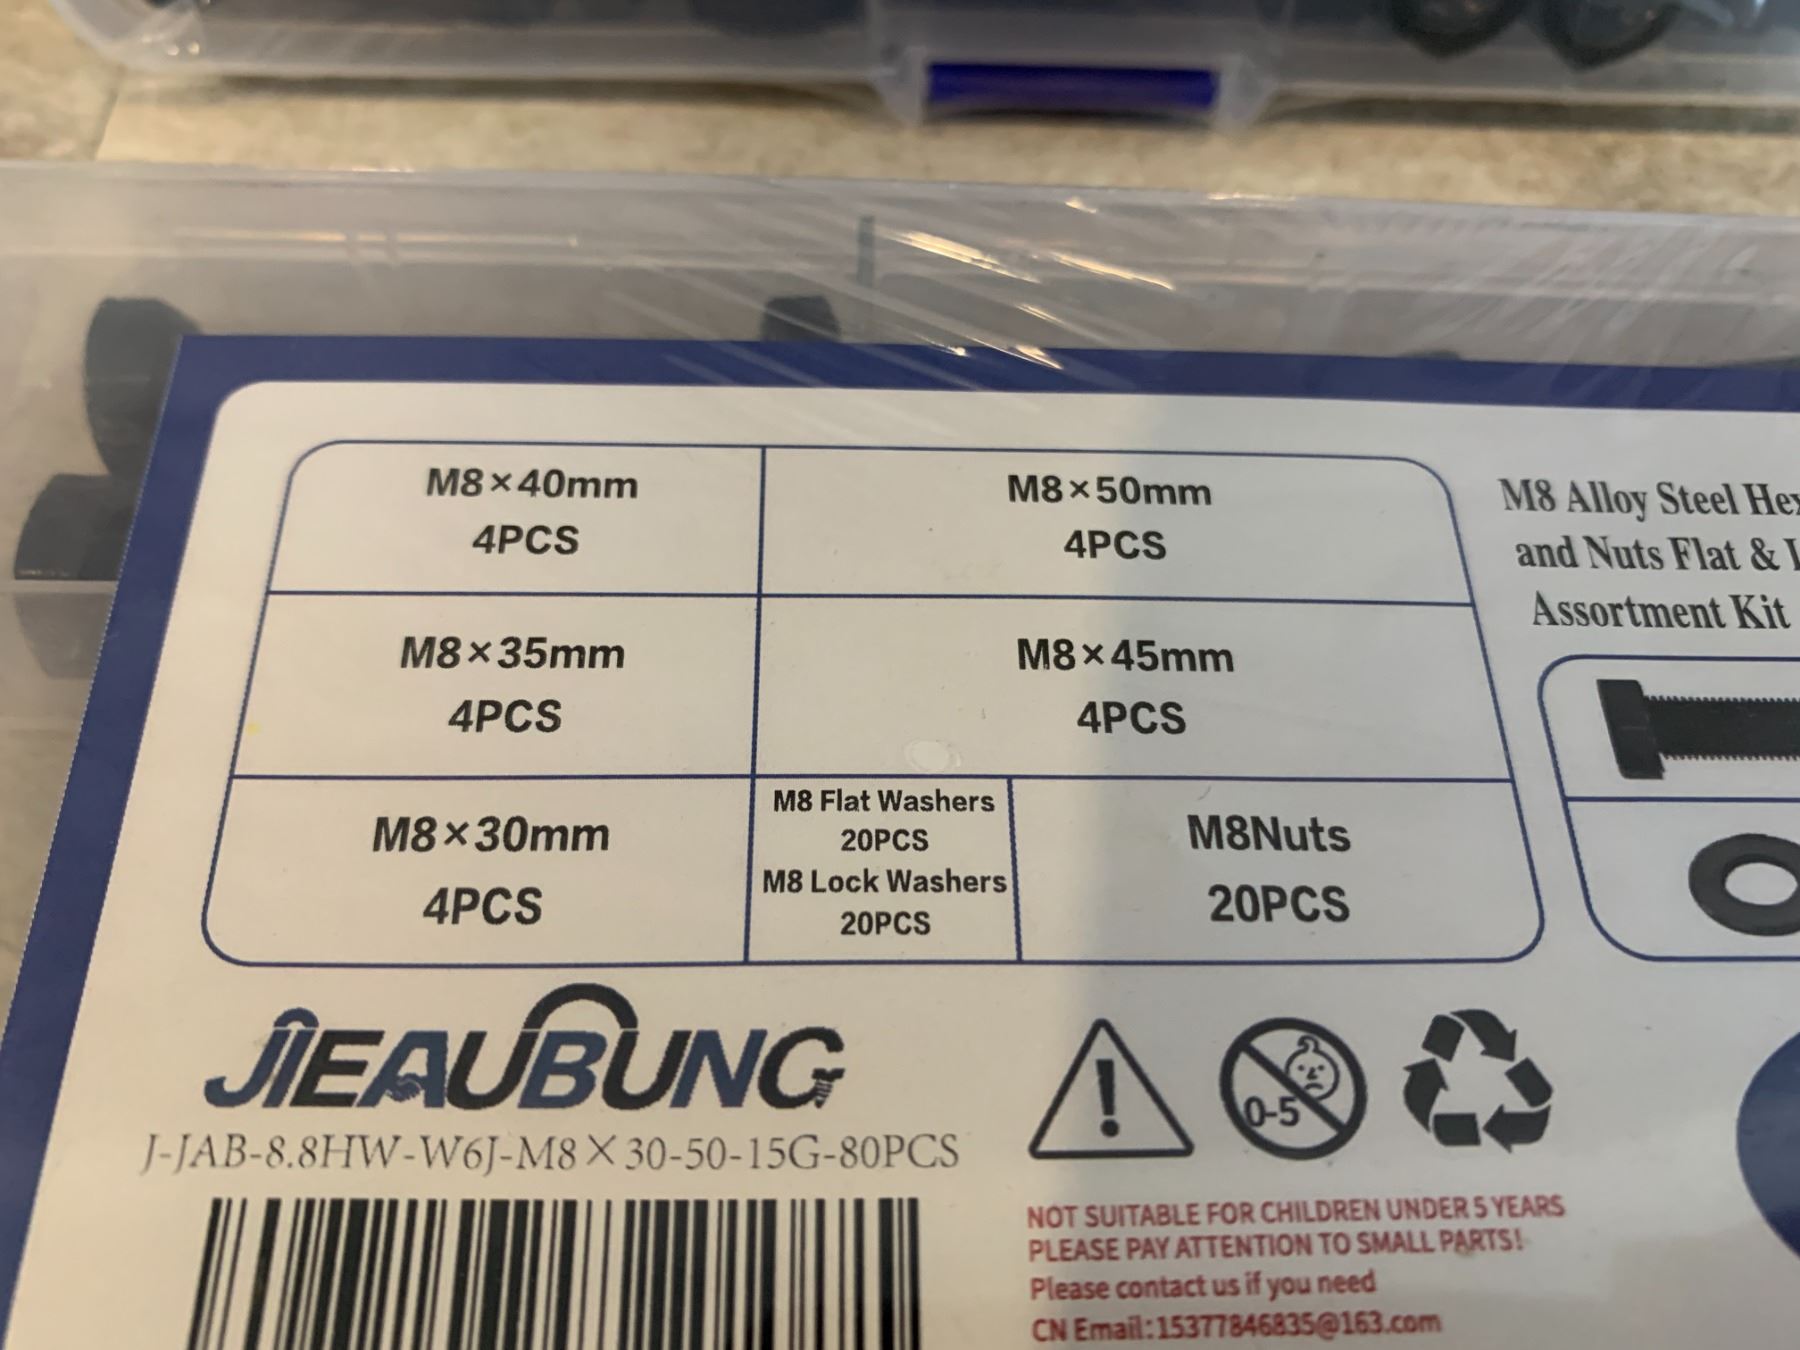 M8×40mm
4PCS
M8×50mm
4PCS
M8×35mm
4PCS
M8×45mm
4PCS
M8×30mm
4PCS
M8 Flat Washers
20PCS
M8 Lock Washers
20PCS
M8Nuts
20PCS
M8 Alloy Steel
and Nuts Flat &
Assortment Kit
JIEAUBUNG
J-JAB-8.8HW-W6J-M8×30-50-15G-80PCS
0-5
NOT SUITABLE FOR CHILDREN UNDER 5 YEARS
PLEASE PAY ATTENTION TO SMALL PARTS!
Please contact us if you need
CN Email:15377846835@163.com